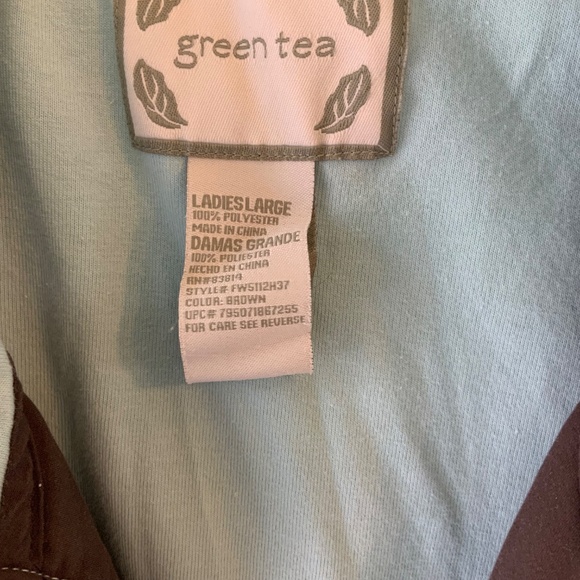 green tea
LADIES LARGE
100% POLYESTER
MADE IN CHINA
DAMAS GRANDE
100% POLIESTER
HECHO EN CHINA
RN#83814
STYLE# FW5112H37
COLOR: BROWN
UPC# 795071867255
FOR CARE SEE REVERSE